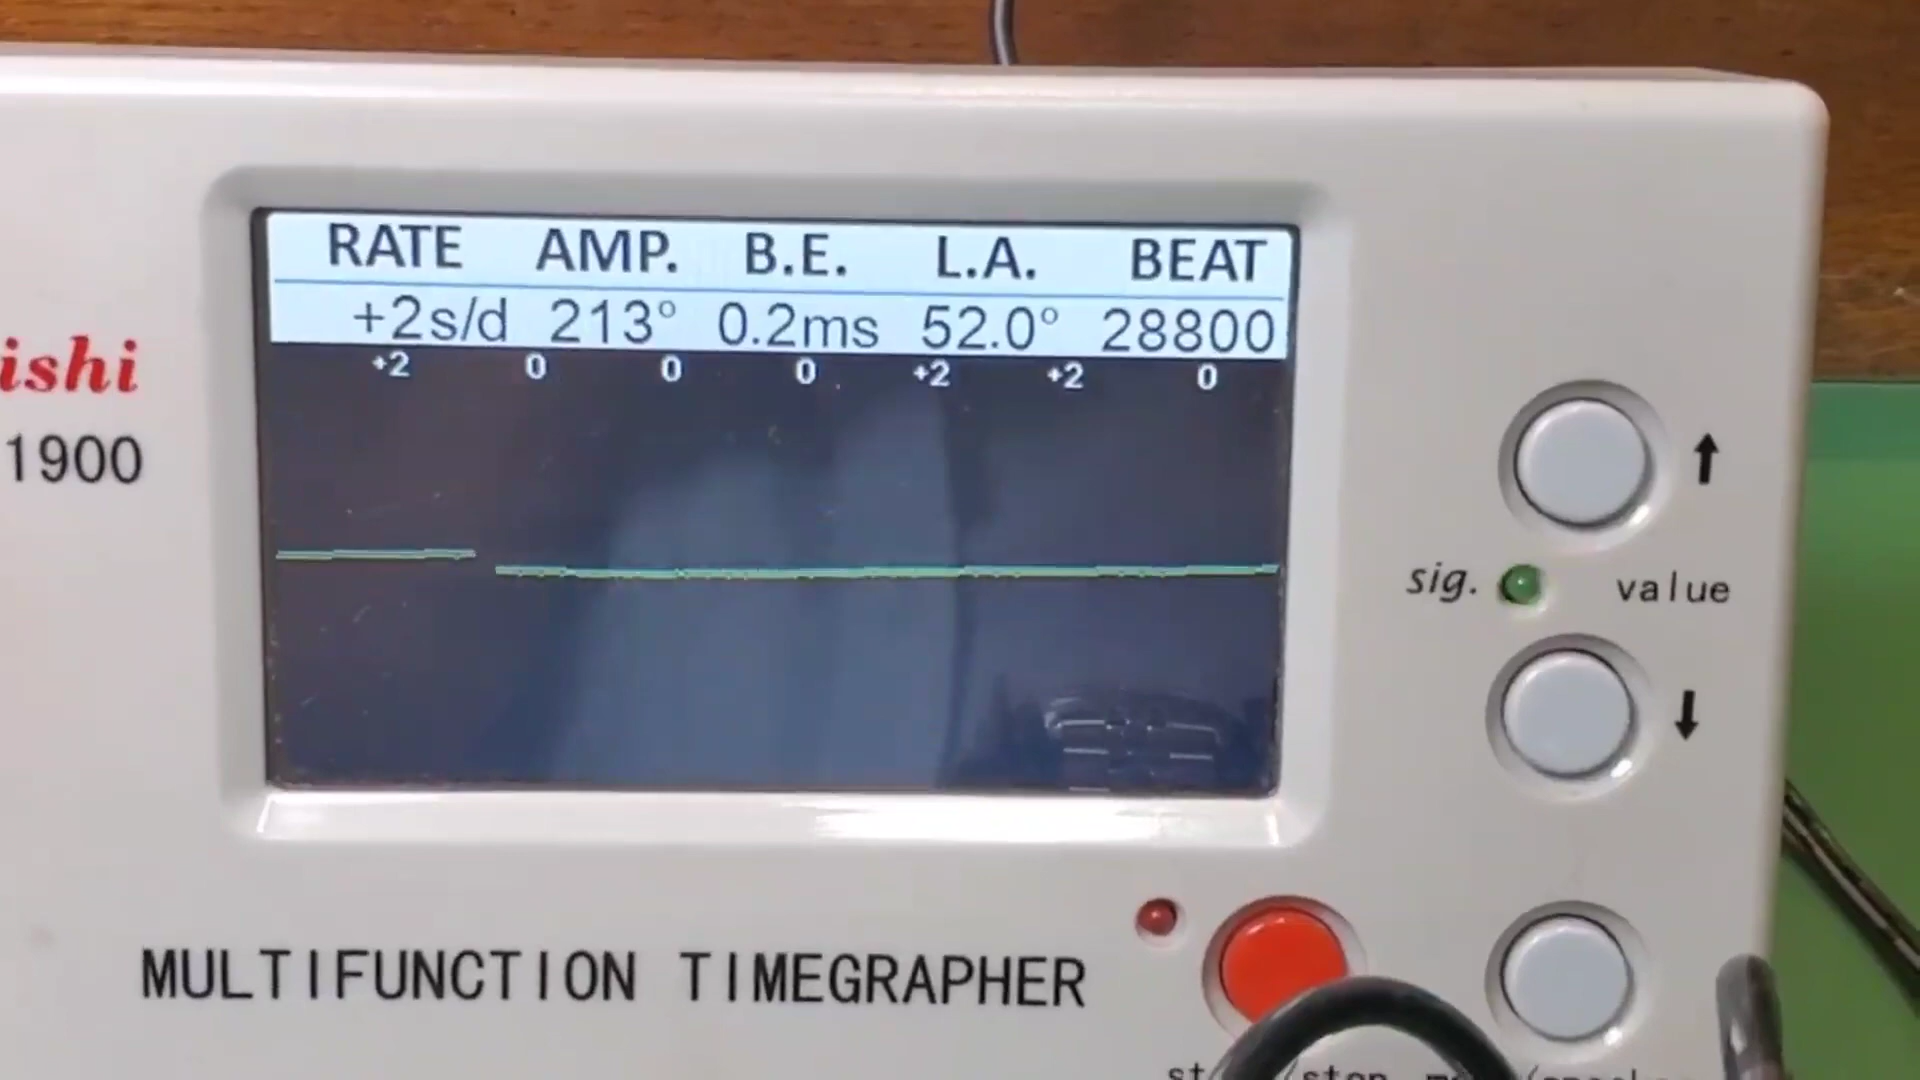 RATE AMP. B.E. L.A. BEAT
+2s/d 213° 0.2ms 52.0° 28800
+2 0 0 0 +2 +2 0
ishi
1900
↑
sig. value
↓
MULTIFUNCTION TIMEGRAPHER
stop